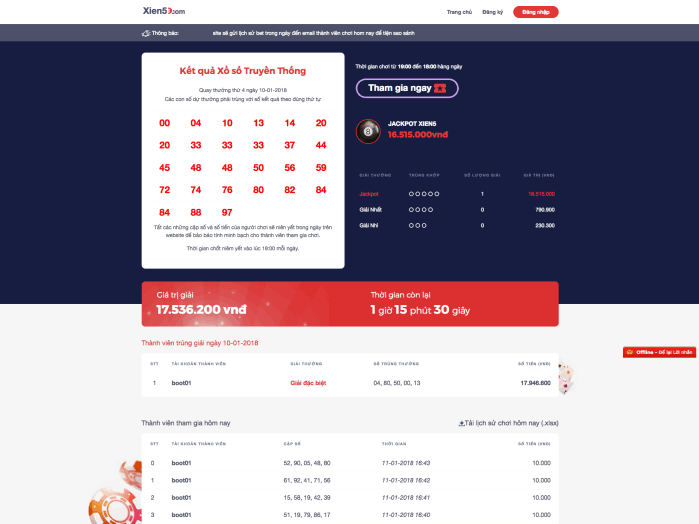 Xien5.com
Trang chủ Đăng ký Đăng nhập
Thông báo: site sẽ gửi lịch sử bet trong ngày đến email thành viên chơi hom nay để tiện sao sánh
Kết quả Xổ số Truyền Thống
Quay thưởng thứ 4 ngày 10-01-2018
Các con số dự thưởng phải trùng với số kết quả theo đúng thứ tự
00 04 10 13 14 20
20 33 33 33 37 44
45 48 48 50 56 59
72 74 76 80 82 84
84 88 97
Tất các những cặp số và số tiền của người chơi sẽ niên yết trong ngày trên
website để bảo bảo tính minh bạch cho thành viên tham gia chơi.
Thời gian chốt niêm yết vào lúc 18:00 mỗi ngày.
Thời gian chơi từ 19:00 đến 18:00 hàng ngày
Tham gia ngay
8
JACKPOT XIEN5
16.515.000vnđ
GIẢI THƯỞNG TRÙNG KHỚP SỐ LƯỢNG GIẢI GIÁ TRỊ (VNĐ)
Jackpot 1 16.515.000
Giải Nhất 0 790.900
Giải Nhì 0 230.300
Giá trị giải
17.536.200 vnđ
Thời gian còn lại
1 giờ 15 phút 30 giây
Thành viên trúng giải ngày 10-01-2018
STT TÀI KHOẢN THÀNH VIÊN GIẢI THƯỞNG SỐ TRÚNG THƯỞNG SỐ TIỀN (VNĐ)
1 boot01 Giải đặc biệt 04, 80, 50, 00, 13 17.946.600
Offline - Để lại Lời nhắn
Thành viên tham gia hôm nay
Tải lịch sử chơi hôm nay (.xlsx)
STT TÀI KHOẢN THÀNH VIÊN CẶP SỐ THỜI GIAN SỐ TIỀN (VNĐ)
0 boot01 52, 90, 05, 48, 80 11-01-2018 16:43 10.000
1 boot01 61, 92, 41, 71, 56 11-01-2018 16:42 10.000
2 boot01 15, 58, 19, 42, 39 11-01-2018 16:41 10.000
3 boot01 51, 19, 79, 86, 17 11-01-2018 16:40 10.000